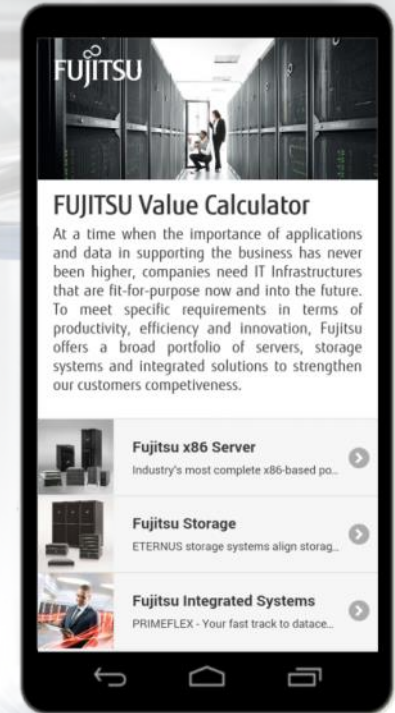 FUJITSU
FUJITSU Value Calculator
At a time when the importance of applications
and data in supporting the business has never
been higher, companies need IT Infrastructures
that are fit-for-purpose now and into the future.
To meet specific requirements in terms of
productivity, efficiency and innovation, Fujitsu
offers a broad portfolio of servers, storage
systems and integrated solutions to strengthen
our customers competiveness.
Fujitsu x86 Server
Industry's most complete x86-based po...
Fujitsu Storage
ETERNUS storage systems align storag...
Fujitsu Integrated Systems
PRIMEFLEX - Your fast track to datace...